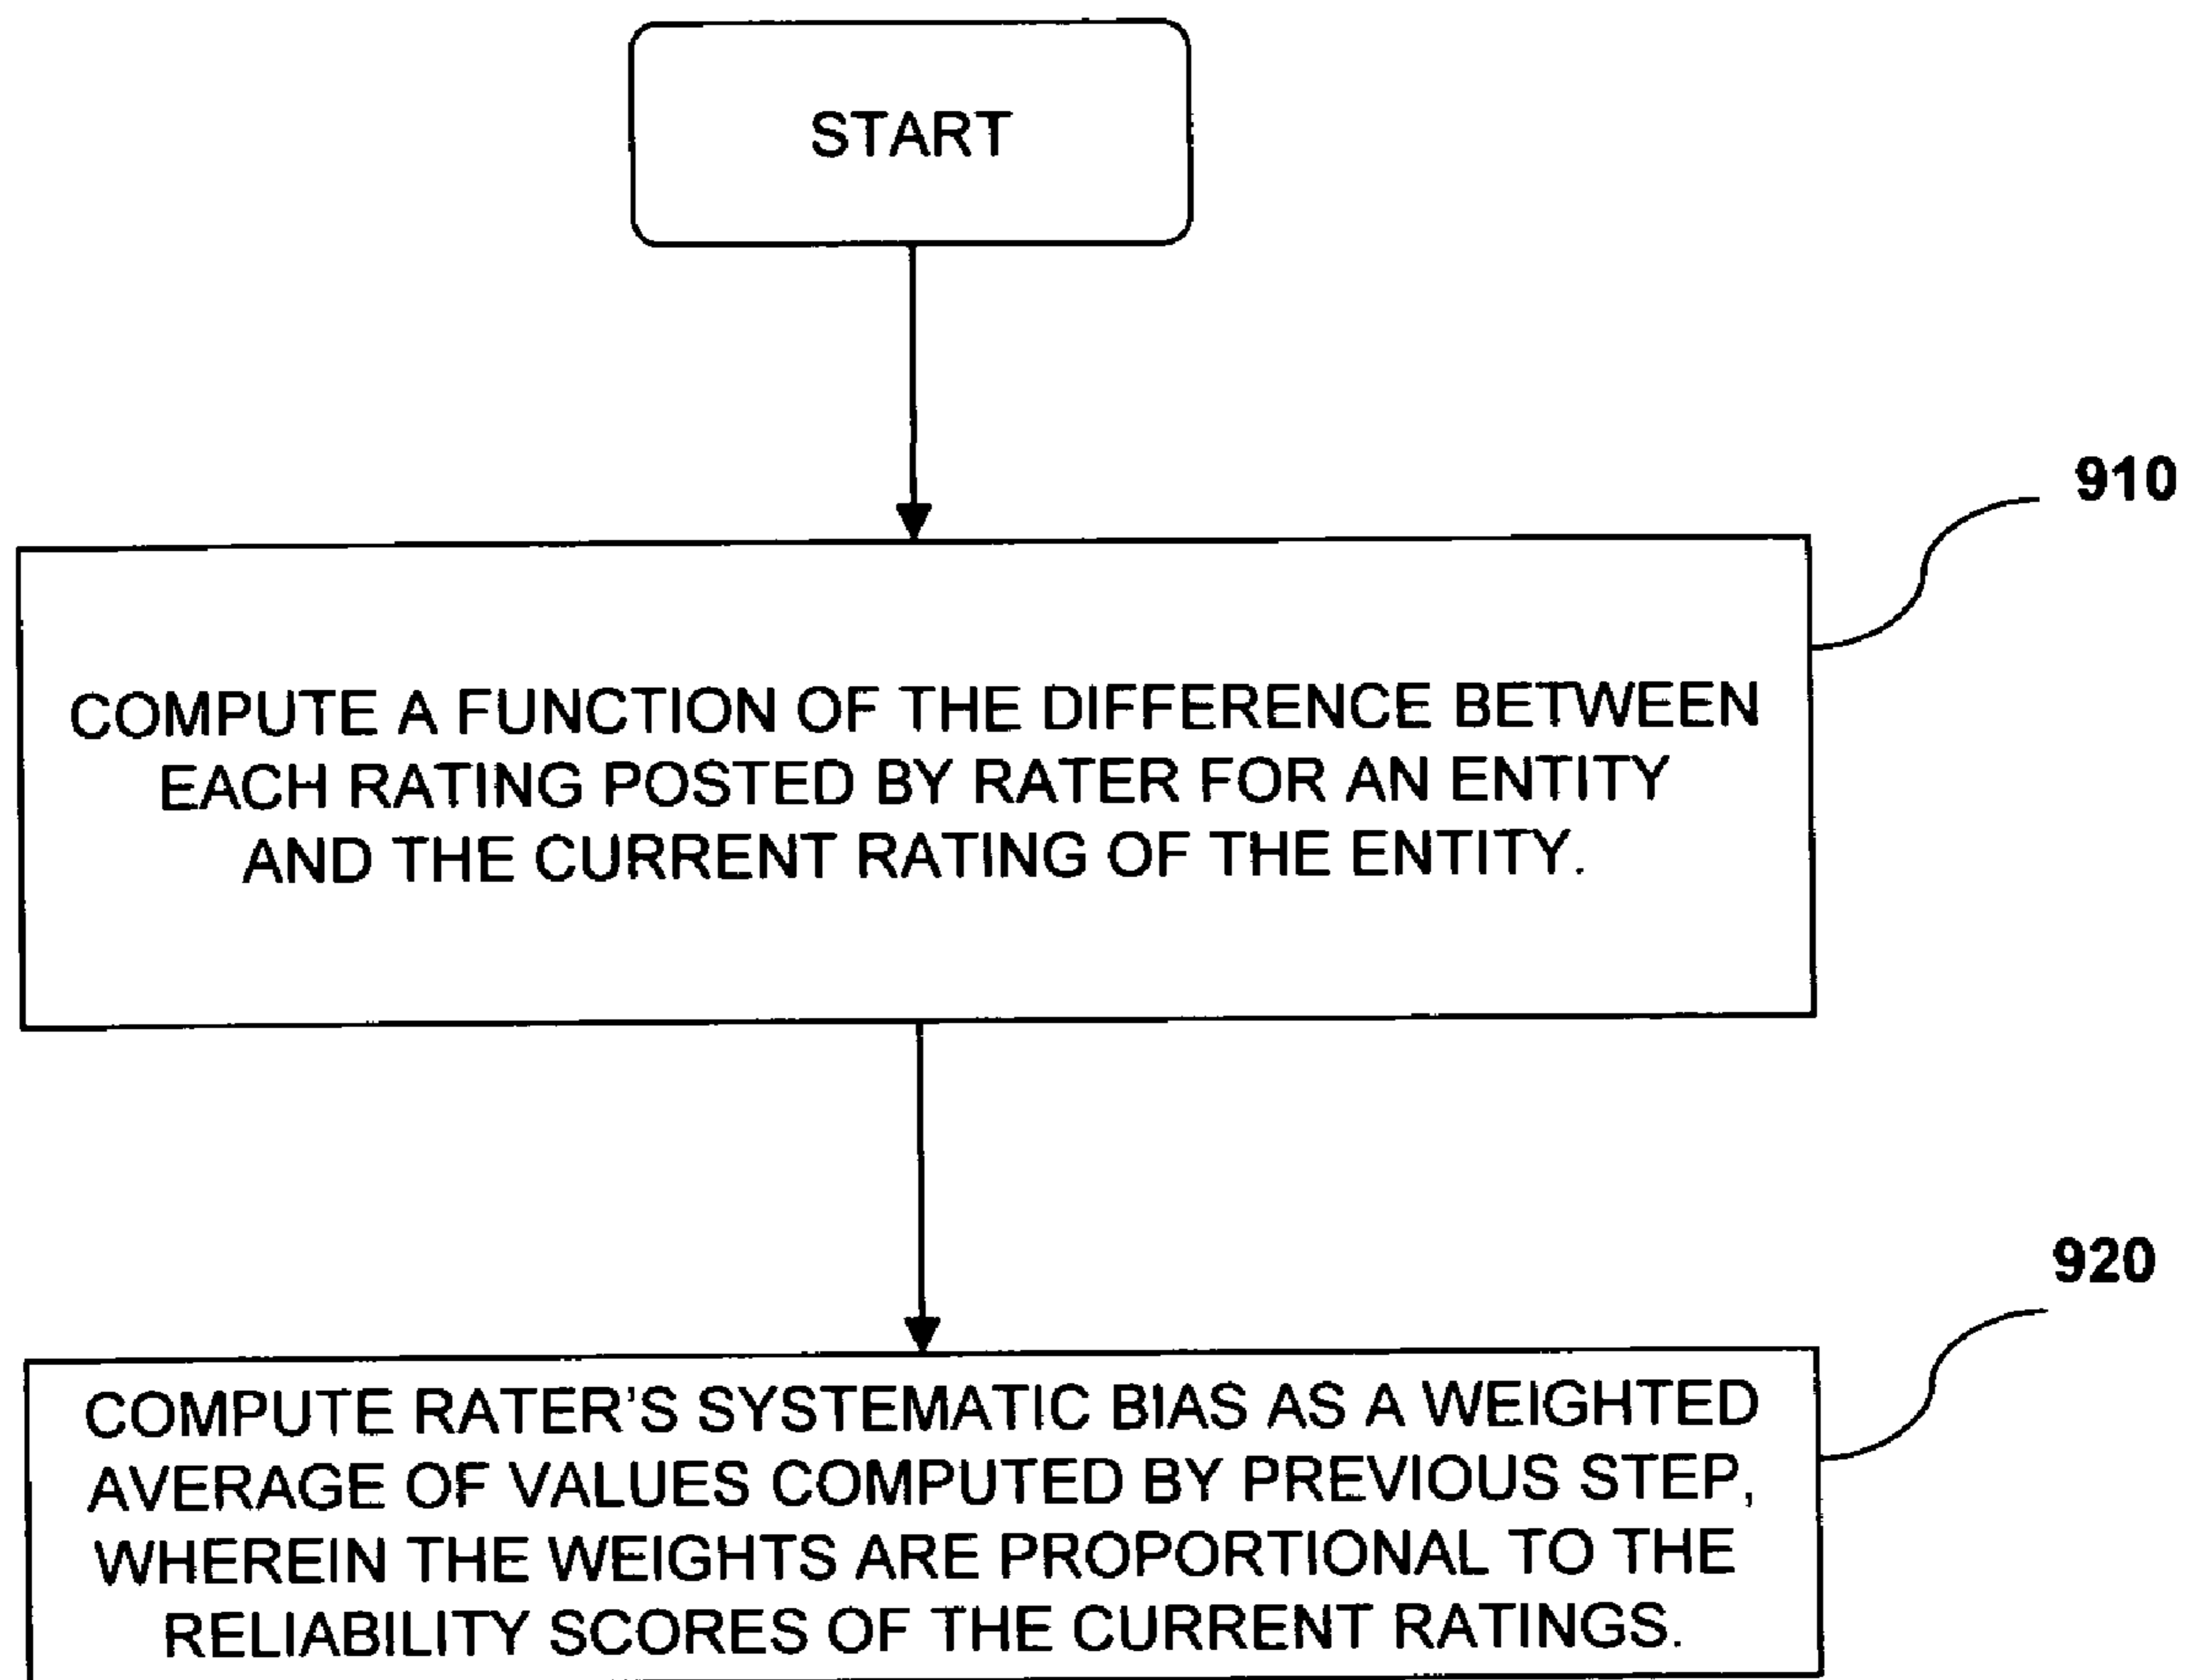 START
910
COMPUTE A FUNCTION OF THE DIFFERENCE BETWEEN
EACH RATING POSTED BY RATER FOR AN ENTITY
AND THE CURRENT RATING OF THE ENTITY.
920
COMPUTE RATER'S SYSTEMATIC BIAS AS A WEIGHTED
AVERAGE OF VALUES COMPUTED BY PREVIOUS STEP,
WHEREIN THE WEIGHTS ARE PROPORTIONAL TO THE
RELIABILITY SCORES OF THE CURRENT RATINGS.